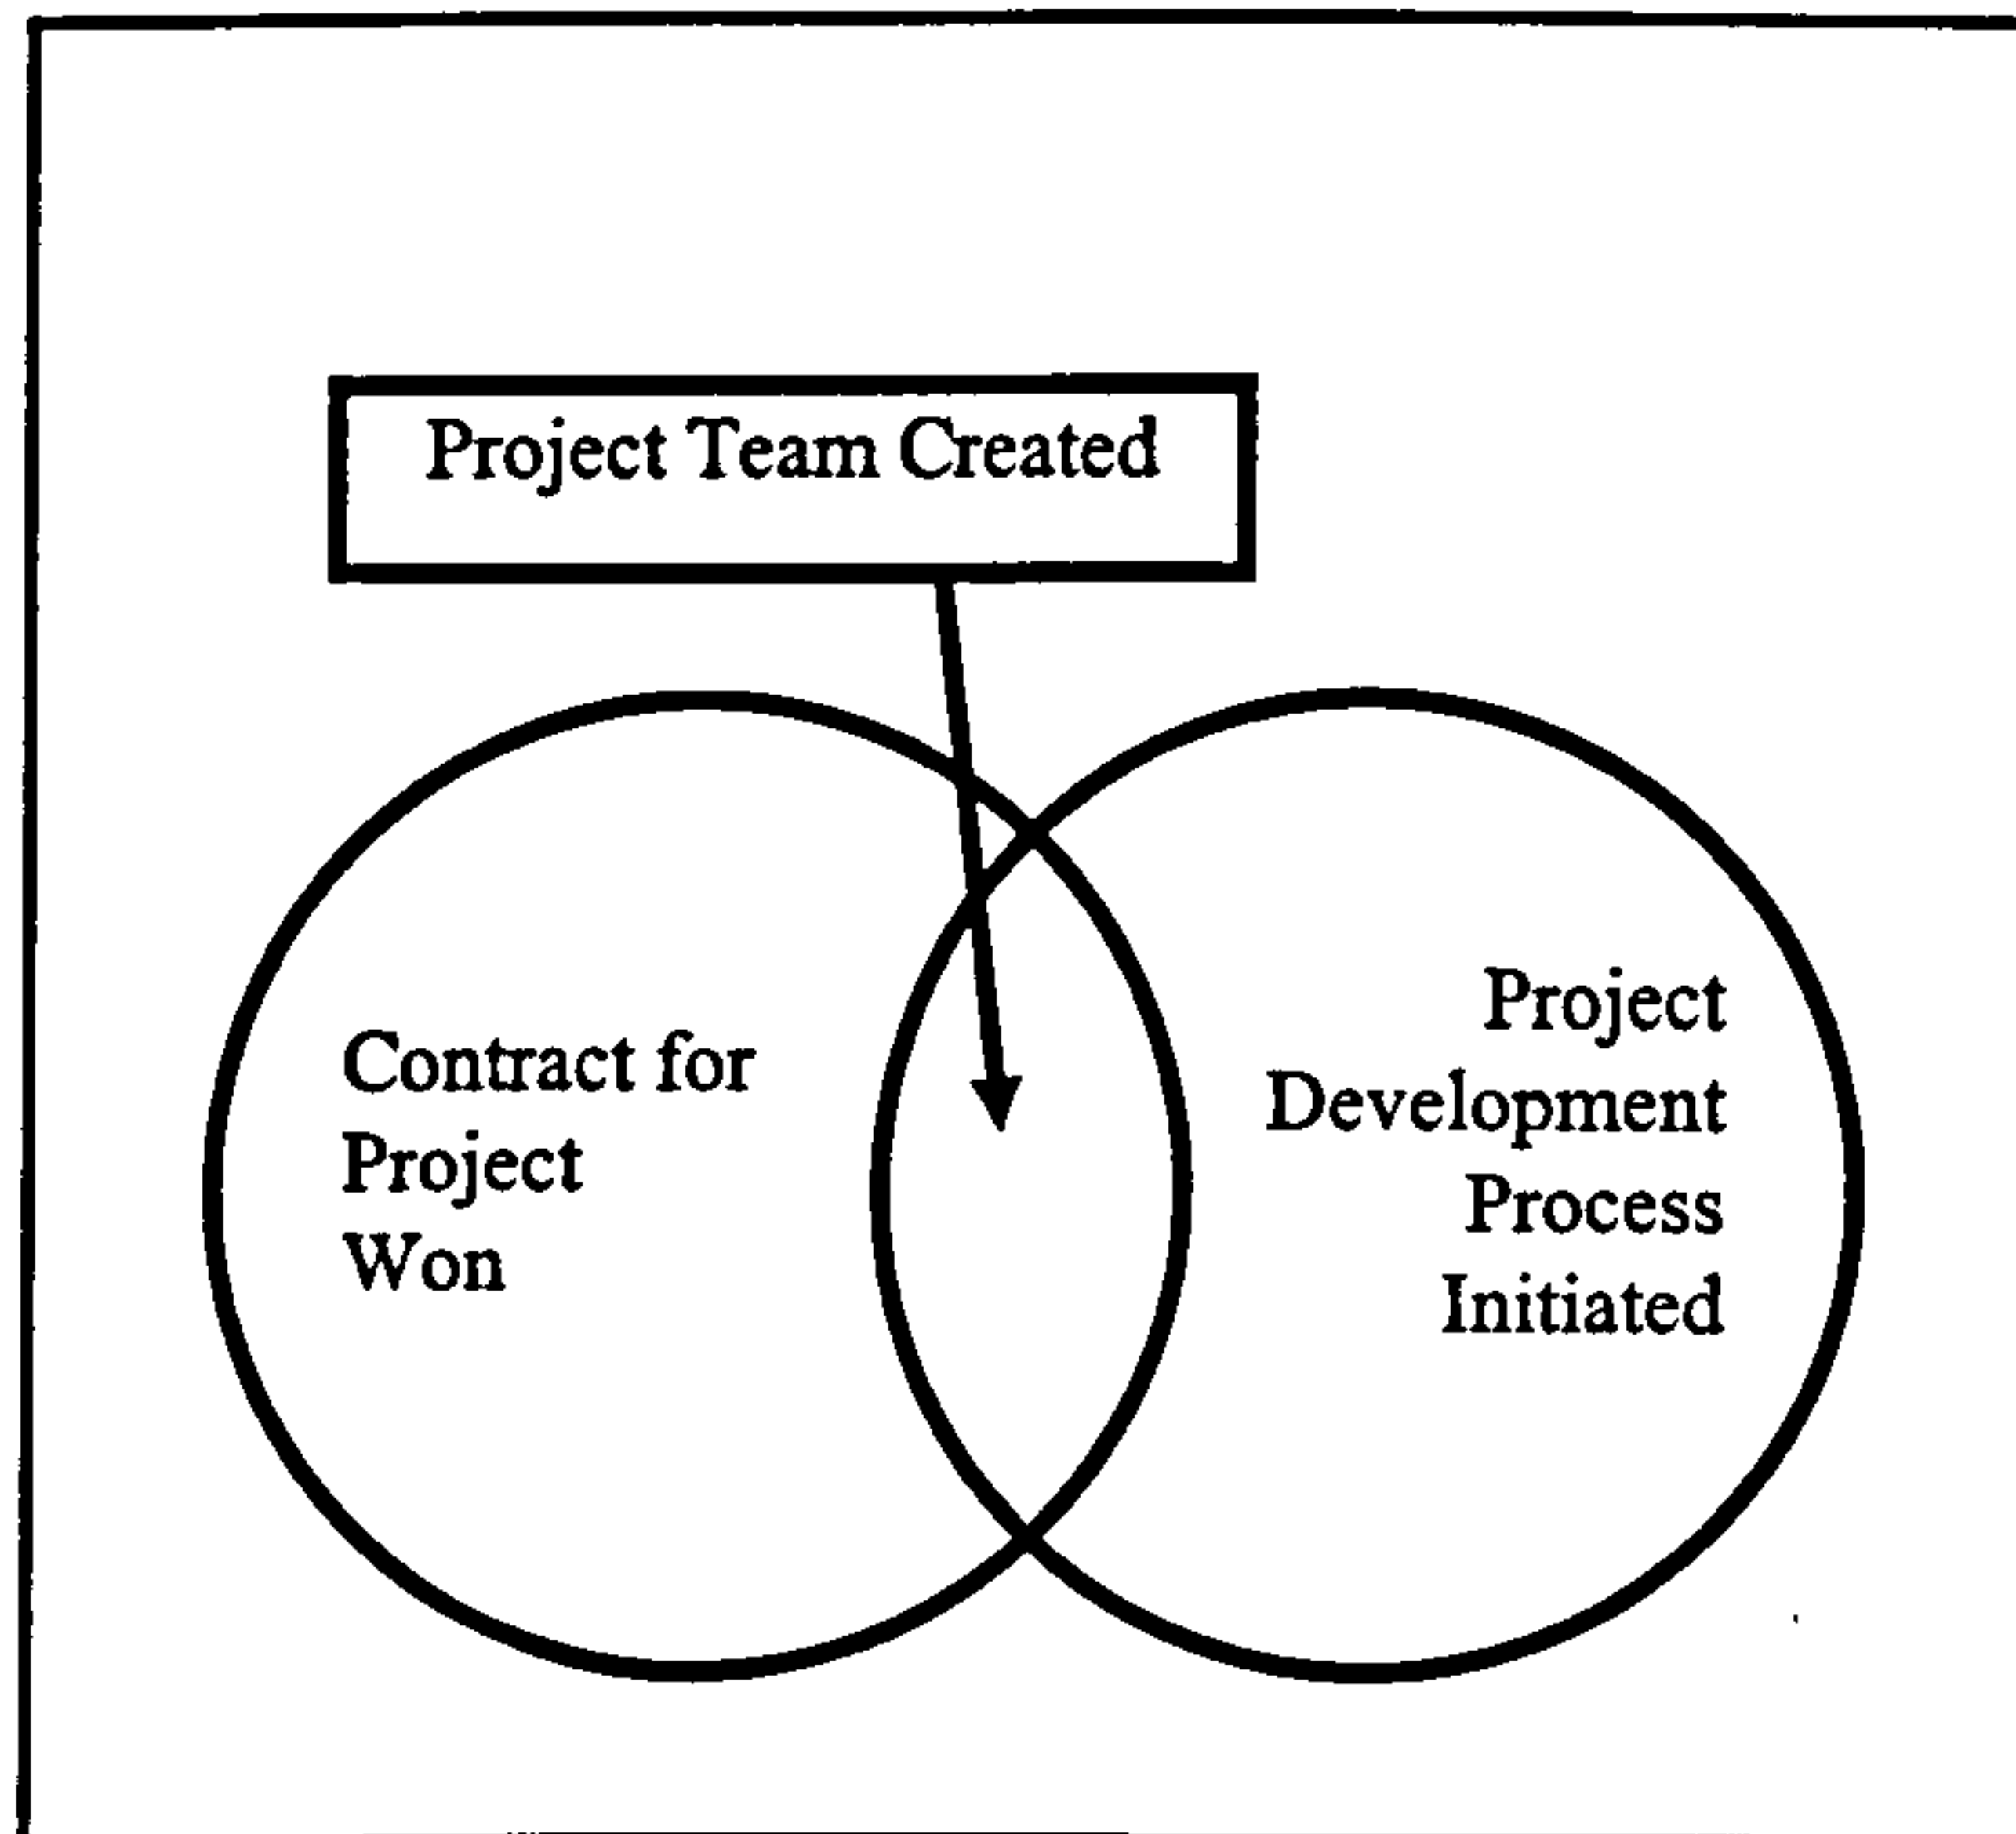 Project Team Created
Contract for
Project
Won
Project
Development
Process
Initiated